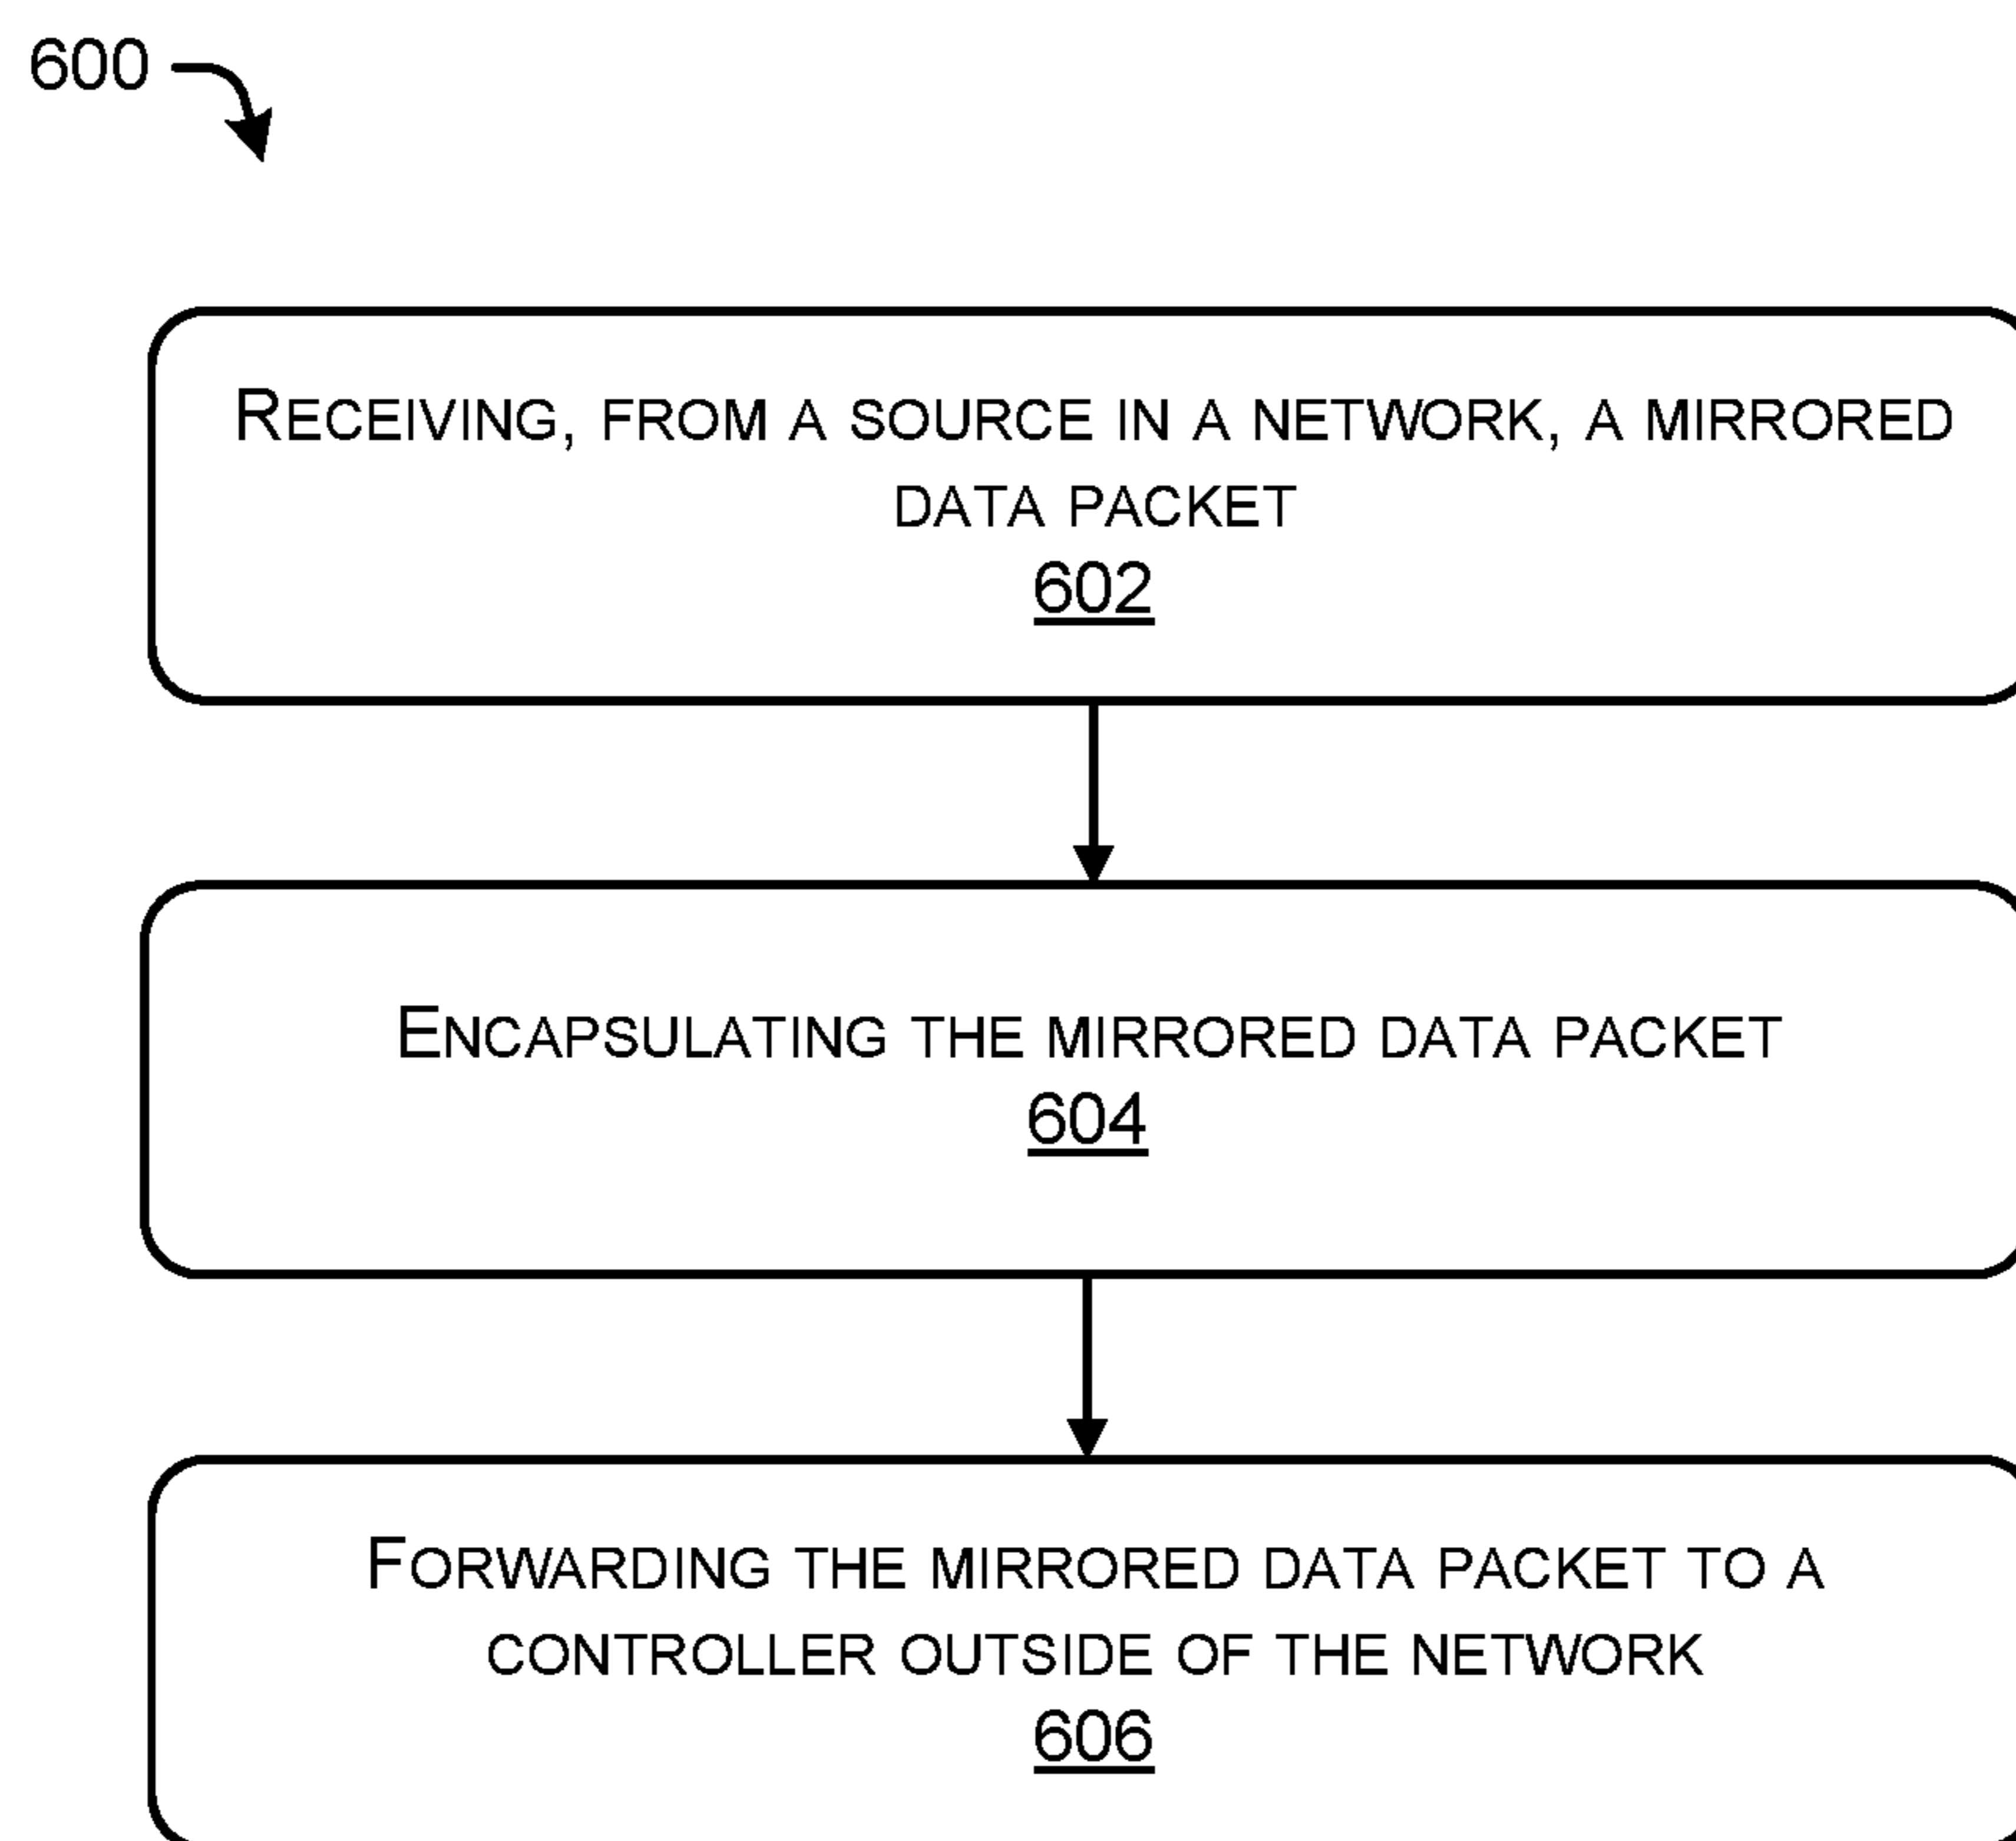 600
RECEIVING, FROM A SOURCE IN A NETWORK, A MIRRORED
DATA PACKET
602
ENCAPSULATING THE MIRRORED DATA PACKET
604
FORWARDING THE MIRRORED DATA PACKET TO A
CONTROLLER OUTSIDE OF THE NETWORK
606